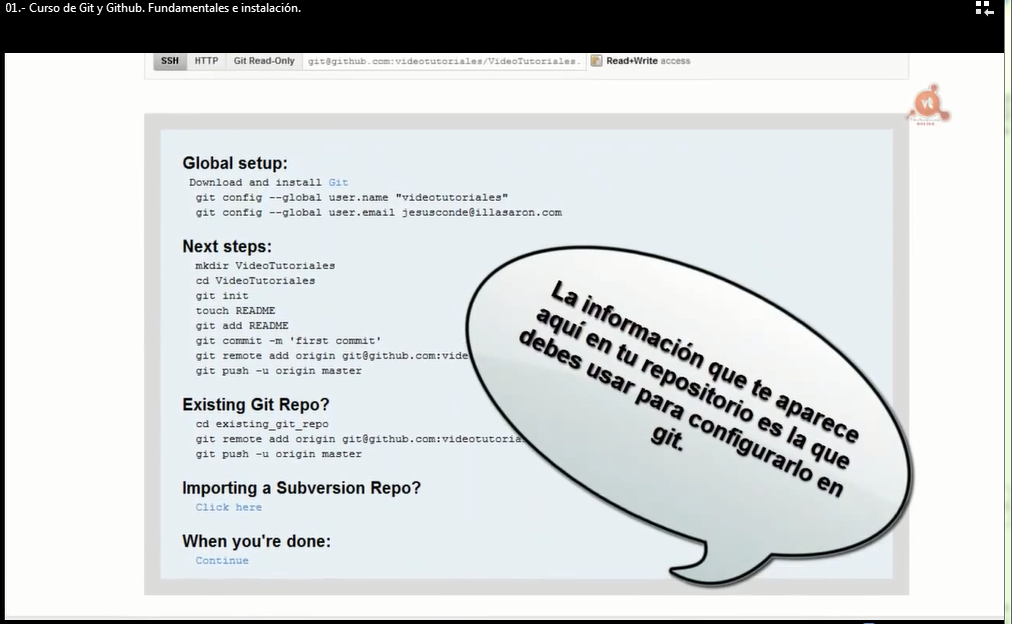 01.- Curso de Git y Github. Fundamentales e instalación.
SSH HTTP Git Read-Only git@github.com:videotutoriales/VideoTutoriales. Read+Write access
vt
Global setup:
Download and install Git
git config --global user.name "videotutoriales"
git config --global user.email jesusconde@illasaron.com
Next steps:
mkdir VideoTutoriales
cd VideoTutoriales
git init
touch README
git add README
git commit -m 'first commit'
git remote add origin git@github.com:vide
git push -u origin master
Existing Git Repo?
cd existing_git_repo
git remote add origin git@github.com:videotutoria
git push -u origin master
Importing a Subversion Repo?
Click here
When you're done:
Continue
La información que te aparece
aquí en tu repositorio es la que
debes usar para configurarlo en
git.